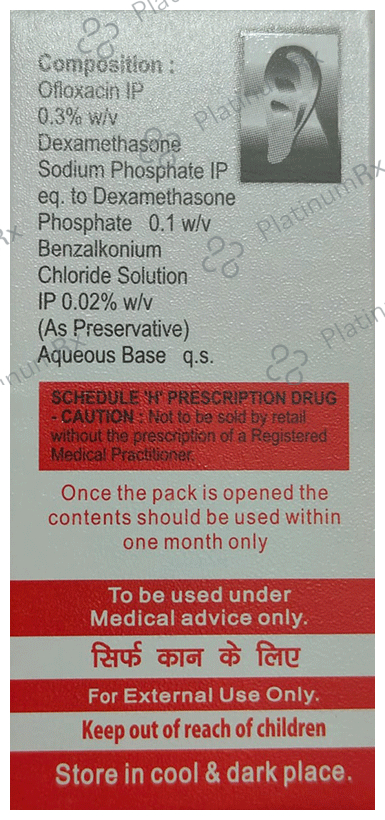 Composition :
Ofloxacin IP
0.3% w/v
Dexamethasone
Sodium Phosphate IP
eq. to Dexamethasone
Phosphate 0.1 w/v
Benzalkonium
Chloride Solution
IP 0.02% w/v
(As Preservative)
Aqueous Base q.s.
SCHEDULE 'H' PRESCRIPTION DRUG
- CAUTION : Not to be sold by retail
without the prescription of a Registered
Medical Practitioner.
Once the pack is opened the
contents should be used within
one month only
To be used under
Medical advice only.
सिर्फ कान के लिए
For External Use Only.
Keep out of reach of children
Store in cool & dark place.
PlatinumRx
PlatinumRx
PlatinumRx